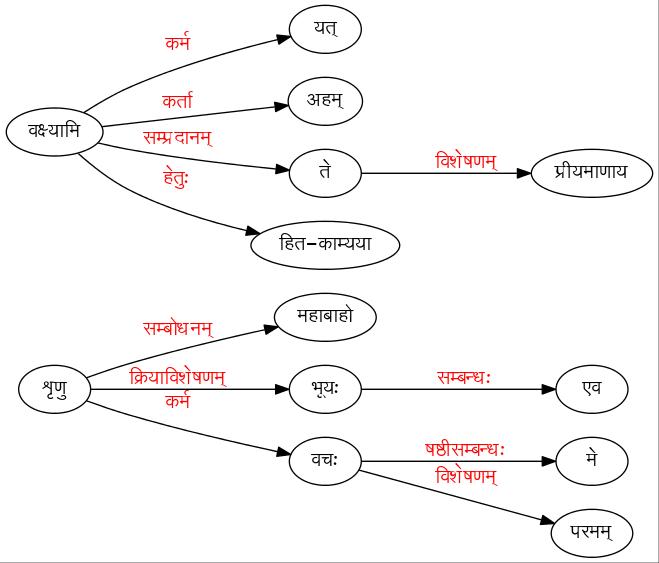 यत्
कर्म
कर्ता
अहम्
वक्ष्यामि
सम्प्रदानम्
ते
विशेषणम्
प्रीयमाणाय
हेतुः
हित-काम्यया
महाबाहो
सम्बोधनम्
क्रियाविशेषणम्
शृणु
भूयः
सम्बन्धः
एव
कर्म
वचः
षष्ठीसम्बन्धः
मे
विशेषणम्
परमम्